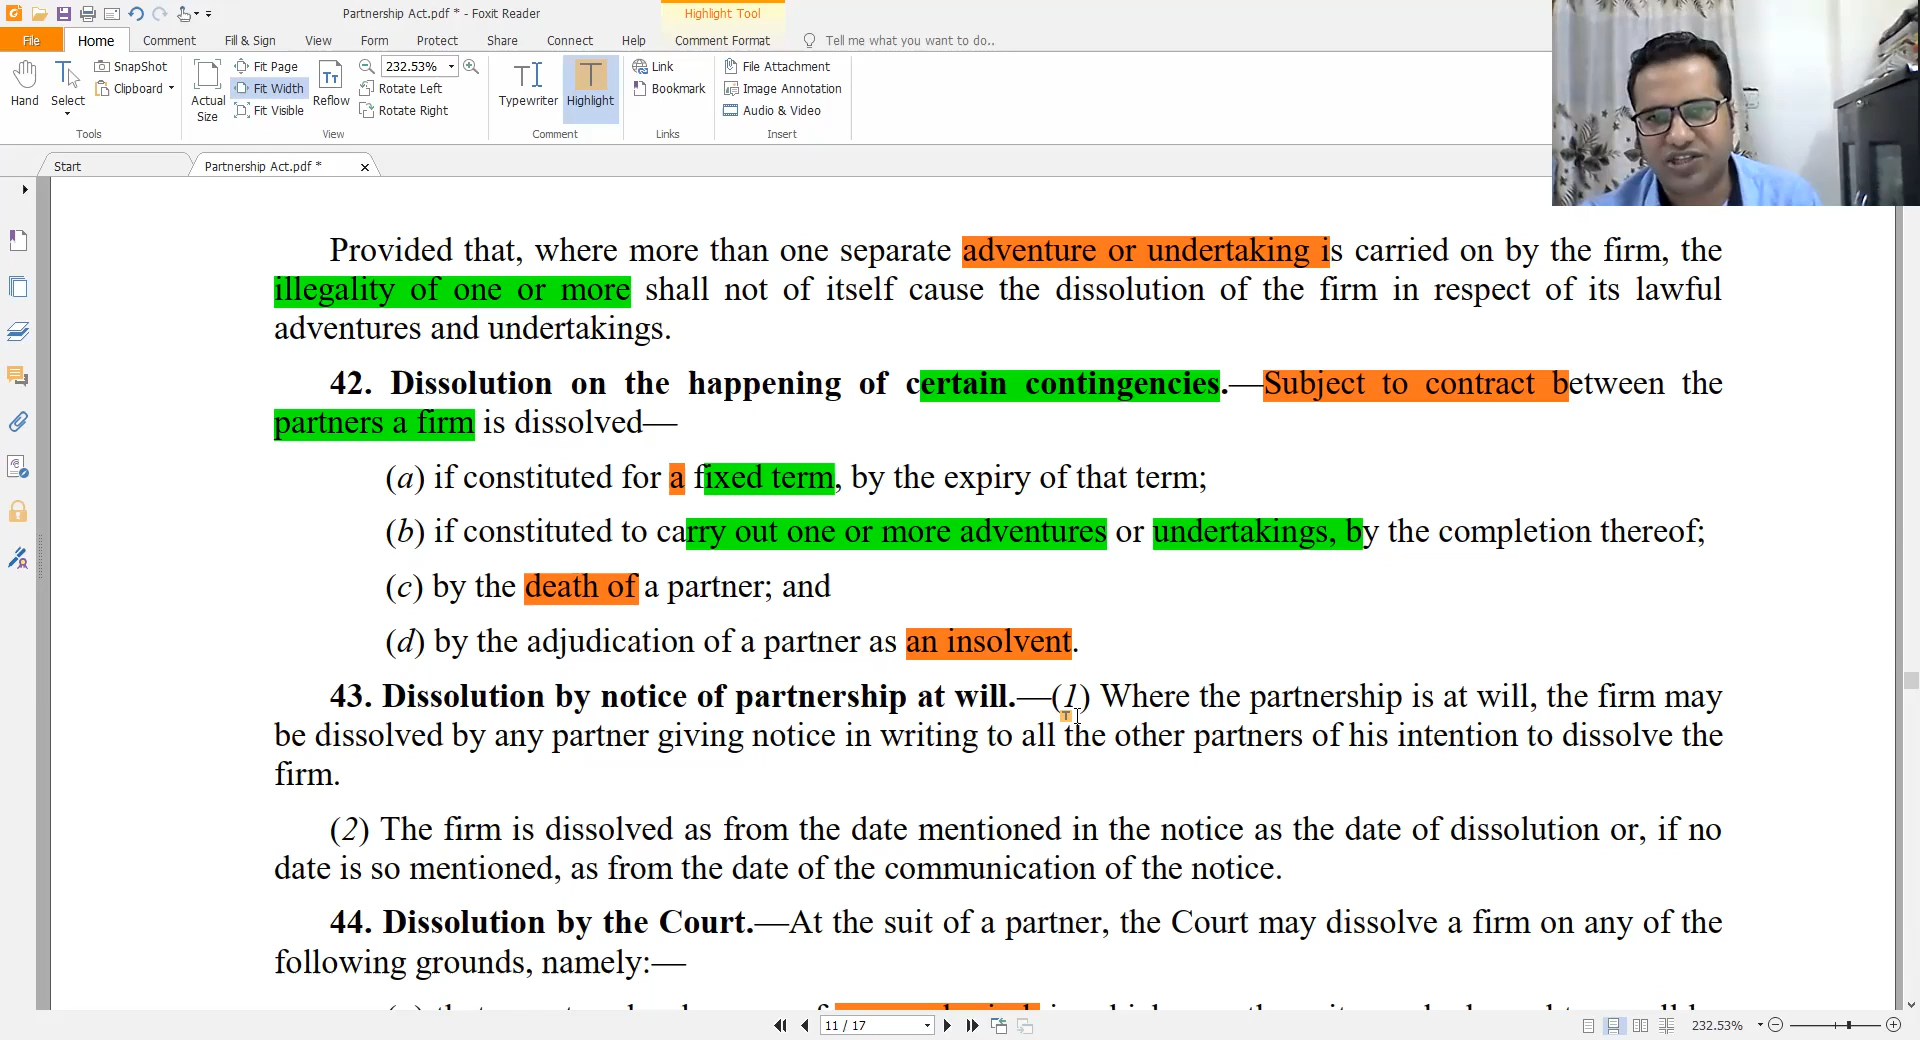 Partnership Act.pdf * - Foxit Reader
Highlight Tool
File Home Comment Fill & Sign View Form Protect Share Connect Help Comment Format Tell me what you want to do..
Hand Select SnapShot Clipboard Actual Size Fit Page Fit Width Fit Visible Reflow 232.53% Rotate Left Rotate Right Typewriter Highlight Link Bookmark File Attachment Image Annotation Audio & Video
Tools View Comment Links Insert
Start Partnership Act.pdf *
Provided that, where more than one separate adventure or undertaking is carried on by the firm, the
illegality of one or more shall not of itself cause the dissolution of the firm in respect of its lawful
adventures and undertakings.
42. Dissolution on the happening of certain contingencies.—Subject to contract between the
partners a firm is dissolved—
(a) if constituted for a fixed term, by the expiry of that term;
(b) if constituted to carry out one or more adventures or undertakings, by the completion thereof;
(c) by the death of a partner; and
(d) by the adjudication of a partner as an insolvent.
43. Dissolution by notice of partnership at will.—(1) Where the partnership is at will, the firm may
be dissolved by any partner giving notice in writing to all the other partners of his intention to dissolve the
firm.
(2) The firm is dissolved as from the date mentioned in the notice as the date of dissolution or, if no
date is so mentioned, as from the date of the communication of the notice.
44. Dissolution by the Court.—At the suit of a partner, the Court may dissolve a firm on any of the
following grounds, namely:—
11 / 17
232.53%